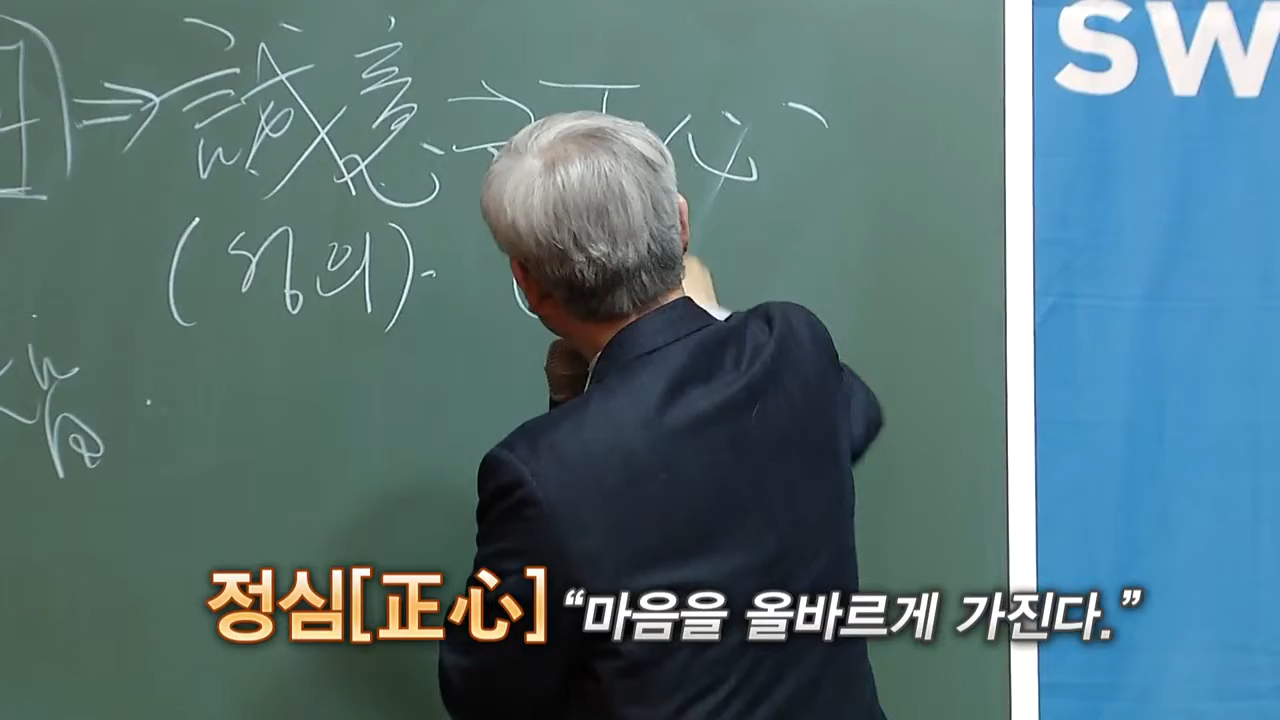 SW
⇒ 誠意 ⇒ 正心
(성의).
정심[正心] “마음을 올바르게 가진다.”